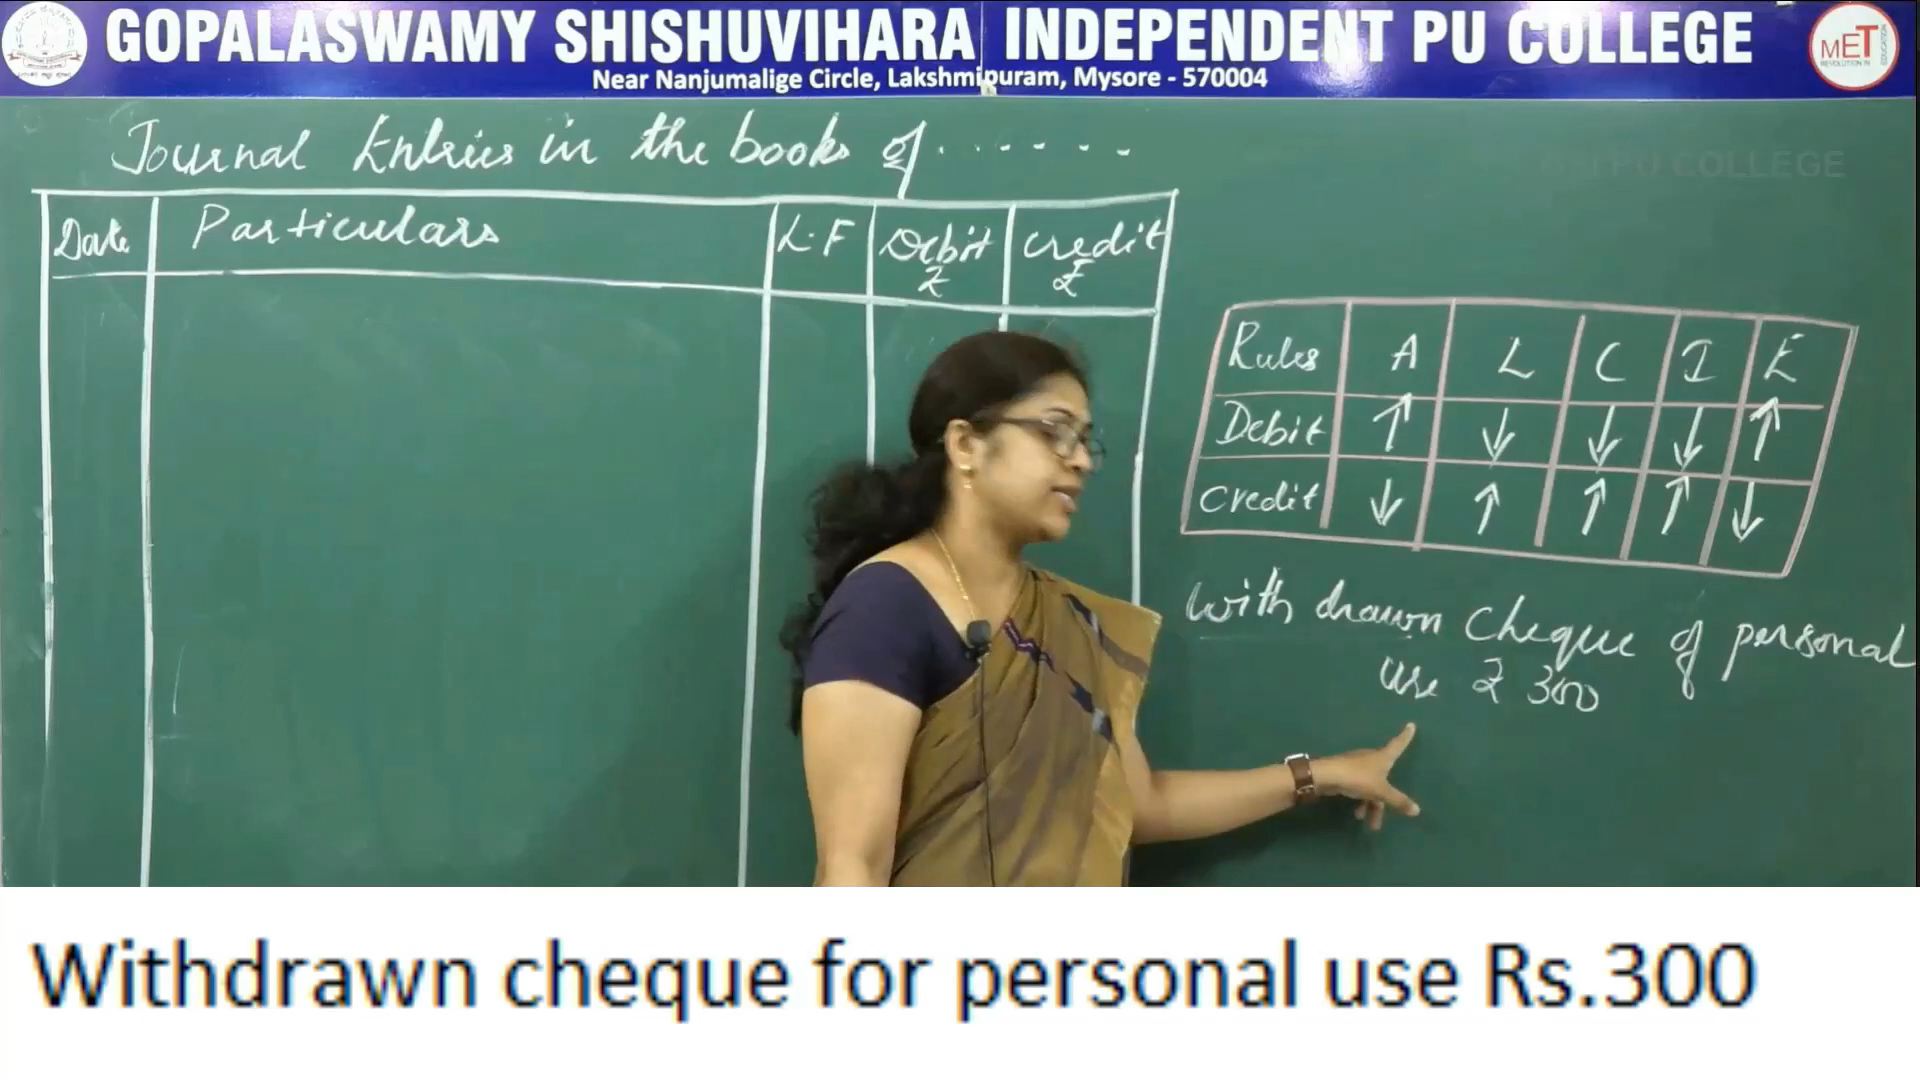 GOPALASWAMY SHISHUVIHARA INDEPENDENT PU COLLEGE
Near Nanjumalige Circle, Lakshmipuram, Mysore - 570004
MET
PU COLLEGE
Journal Entries in the books of . . . . . .
Date Particulars L.F Debit ₹ Credit ₹
Rules A L C I E
Debit ↑ ↓ ↓ ↓ ↑
Credit ↓ ↑ ↑ ↑ ↓
with drawn cheque of personal
use ₹ 300
Withdrawn cheque for personal use Rs.300